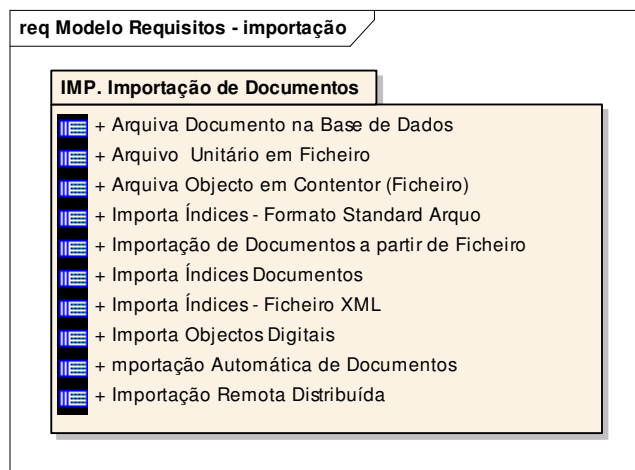 req Modelo Requisitos - importação
IMP. Importação de Documentos
+ Arquiva Documento na Base de Dados
+ Arquivo Unitário em Ficheiro
+ Arquiva Objecto em Contentor (Ficheiro)
+ Importa Índices - Formato Standard Arquo
+ Importação de Documentos a partir de Ficheiro
+ Importa Índices Documentos
+ Importa Índices - Ficheiro XML
+ Importa Objectos Digitais
+ mportação Automática de Documentos
+ Importação Remota Distribuída